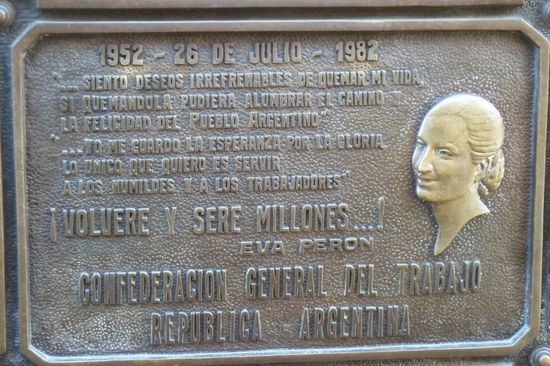 1952 - 26 DE JULIO - 1982
"... SIENTO DESEOS IRREFRENABLES DE QUEMAR MI VIDA
SI QUEMANDOLA PUDIERA ALUMBRAR EL CAMINO Y
LA FELICIDAD DEL PUEBLO ARGENTINO"
"... YO ME GUARDO LA ESPERANZA POR LA GLORIA
LO UNICO QUE QUIERO ES SERVIR
A LOS HUMILDES Y A LOS TRABAJADORES"
¡VOLVERE Y SERE MILLONES...!
EVA PERON
CONFEDERACION GENERAL DEL TRABAJO
REPUBLICA ARGENTINA